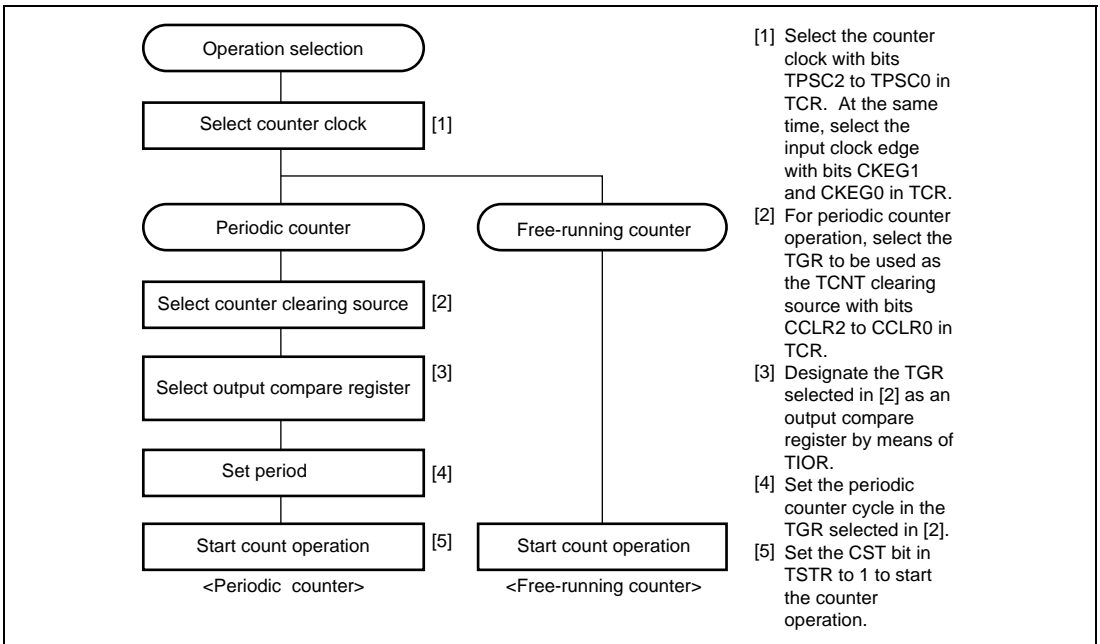 Operation selection
Select counter clock [1]
Periodic counter
Free-running counter
Select counter clearing source [2]
Select output compare register [3]
Set period [4]
Start count operation [5]
Start count operation
<Periodic counter>
<Free-running counter>
[1] Select the counter
clock with bits
TPSC2 to TPSC0 in
TCR. At the same
time, select the
input clock edge
with bits CKEG1
and CKEG0 in TCR.
[2] For periodic counter
operation, select the
TGR to be used as
the TCNT clearing
source with bits
CCLR2 to CCLR0 in
TCR.
[3] Designate the TGR
selected in [2] as an
output compare
register by means of
TIOR.
[4] Set the periodic
counter cycle in the
TGR selected in [2].
[5] Set the CST bit in
TSTR to 1 to start
the counter
operation.